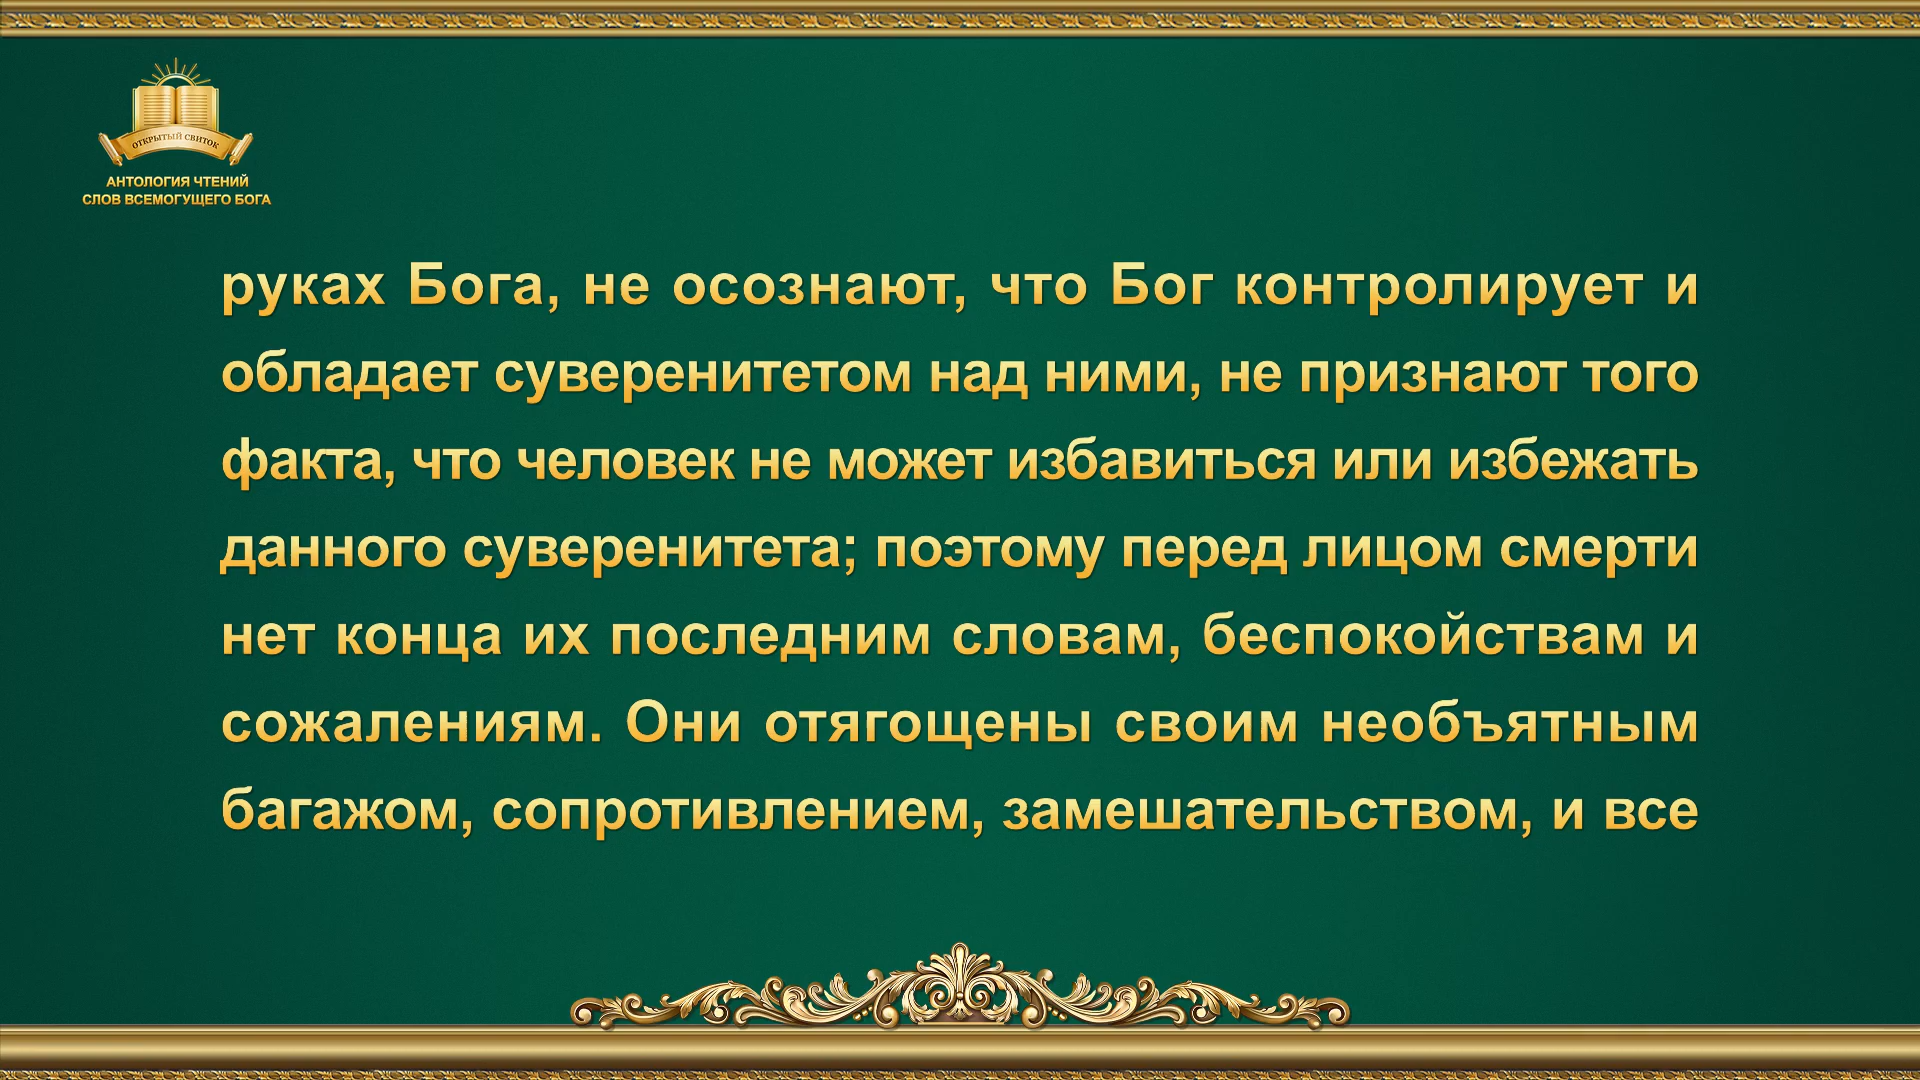 ОТКРЫТЫЙ СВИТОК
АНТОЛОГИЯ ЧТЕНИЙ
СЛОВ ВСЕМОГУЩЕГО БОГА
руках Бога, не осознают, что Бог контролирует и
обладает суверенитетом над ними, не признают того
факта, что человек не может избавиться или избежать
данного суверенитета; поэтому перед лицом смерти
нет конца их последним словам, беспокойствам и
сожалениям. Они отягощены своим необъятным
багажом, сопротивлением, замешательством, и все